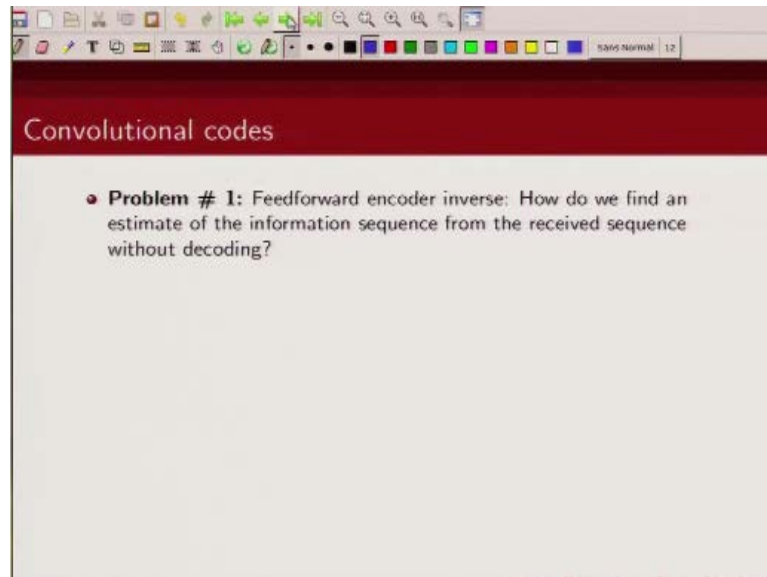 T
Sans Normal 12
Convolutional codes
Problem # 1: Feedforward encoder inverse: How do we find an
estimate of the information sequence from the received sequence
without decoding?